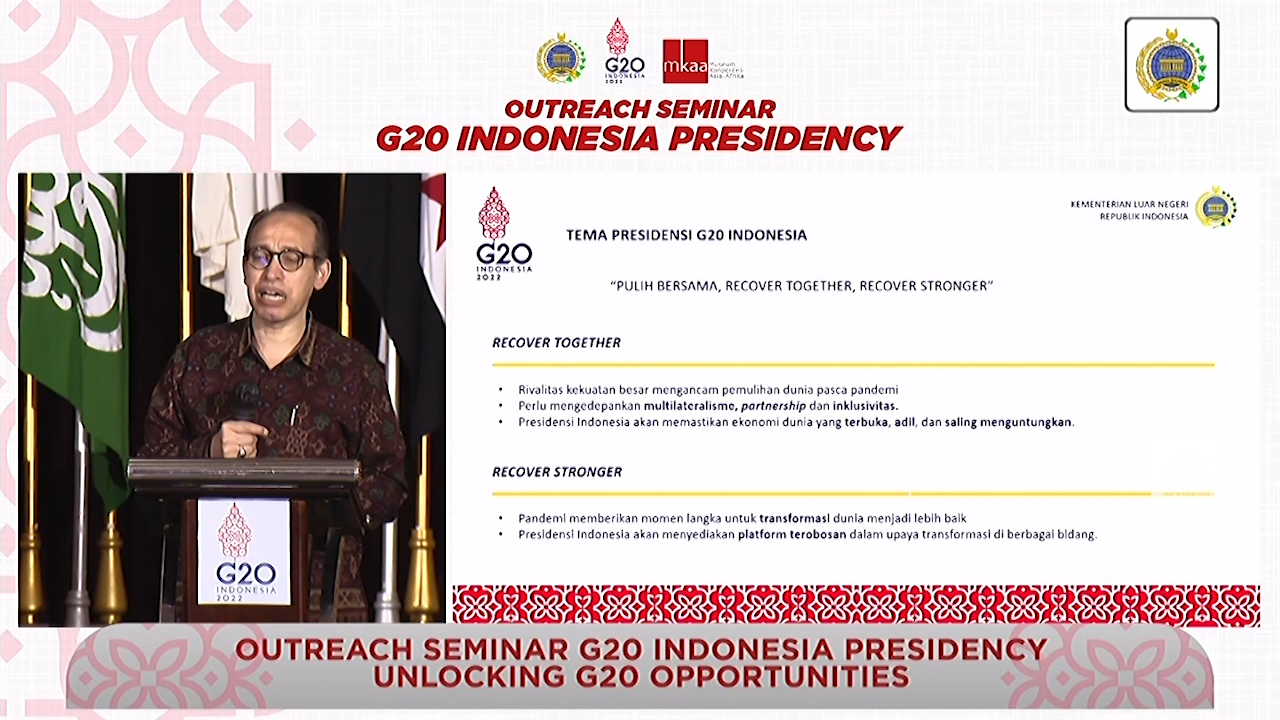 G20
INDONESIA
2022
mkaa
Museum
Konperensi
Asia-Afrika
OUTREACH SEMINAR
G20 INDONESIA PRESIDENCY
G20
INDONESIA
2022
KEMENTERIAN LUAR NEGERI
REPUBLIK INDONESIA
TEMA PRESIDENSI G20 INDONESIA
“PULIH BERSAMA, RECOVER TOGETHER, RECOVER STRONGER”
RECOVER TOGETHER
• Rivalitas kekuatan besar mengancam pemulihan dunia pasca pandemi
• Perlu mengedepankan multilateralisme, partnership dan inklusivitas.
• Presidensi Indonesia akan memastikan ekonomi dunia yang terbuka, adil, dan saling menguntungkan.
RECOVER STRONGER
• Pandemi memberikan momen langka untuk transformasi dunia menjadi lebih baik
• Presidensi Indonesia akan menyediakan platform terobosan dalam upaya transformasi di berbagai bidang.
G20
INDONESIA
2022
OUTREACH SEMINAR G20 INDONESIA PRESIDENCY
UNLOCKING G20 OPPORTUNITIES